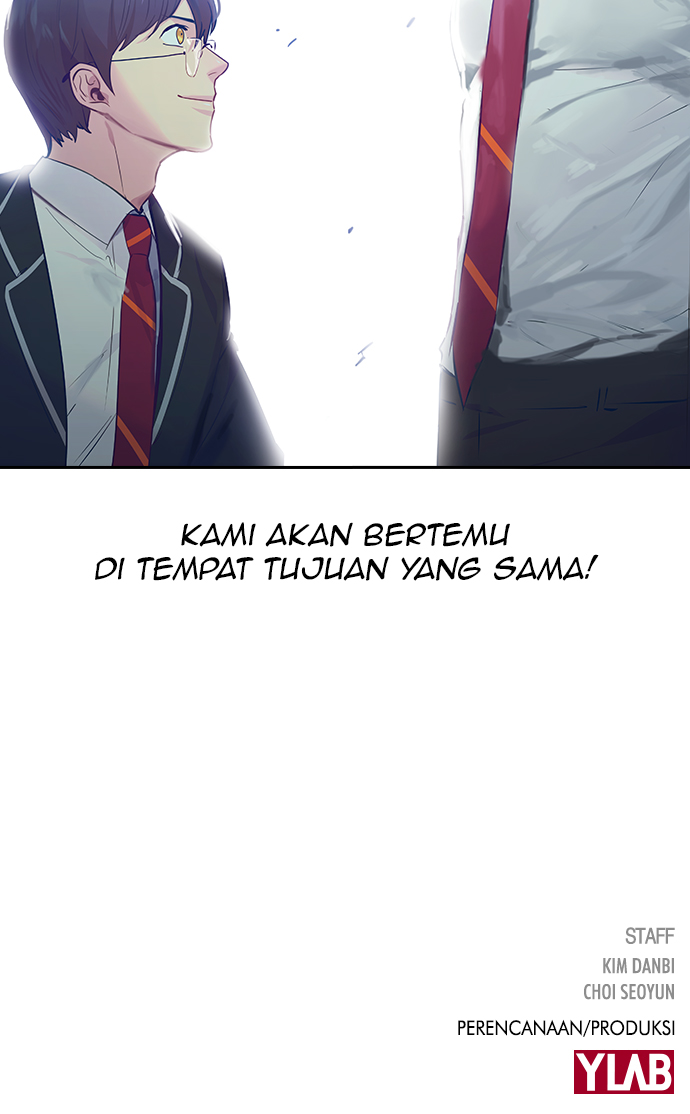 KAMI AKAN BERTEMU
DI TEMPAT TUJUAN YANG SAMA!
STAFF
KIM DANBI
CHOI SEOYUN
PERENCANAAN/PRODUKSI
YLAB